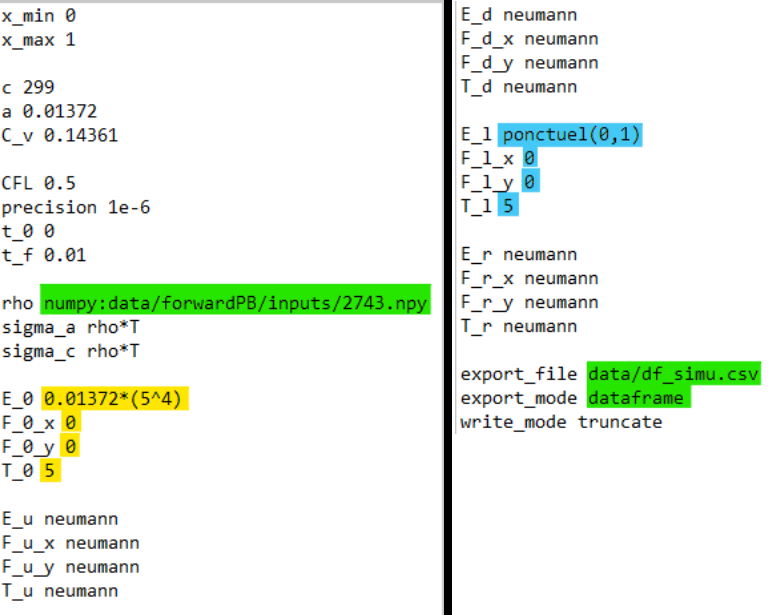 x_min 0
x_max 1
c 299
a 0.01372
C_v 0.14361
CFL 0.5
precision 1e-6
t_0 0
t_f 0.01
rho numpy:data/forwardPB/inputs/2743.npy
sigma_a rho*T
sigma_c rho*T
E_0 0.01372*(5^4)
F_0_x 0
F_0_y 0
T_0 5
E_u neumann
F_u_x neumann
F_u_y neumann
T_u neumann
E_d neumann
F_d_x neumann
F_d_y neumann
T_d neumann
E_l ponctuel(0,1)
F_l_x 0
F_l_y 0
T_l 5
E_r neumann
F_r_x neumann
F_r_y neumann
T_r neumann
export_file data/df_simu.csv
export_mode dataframe
write_mode truncate